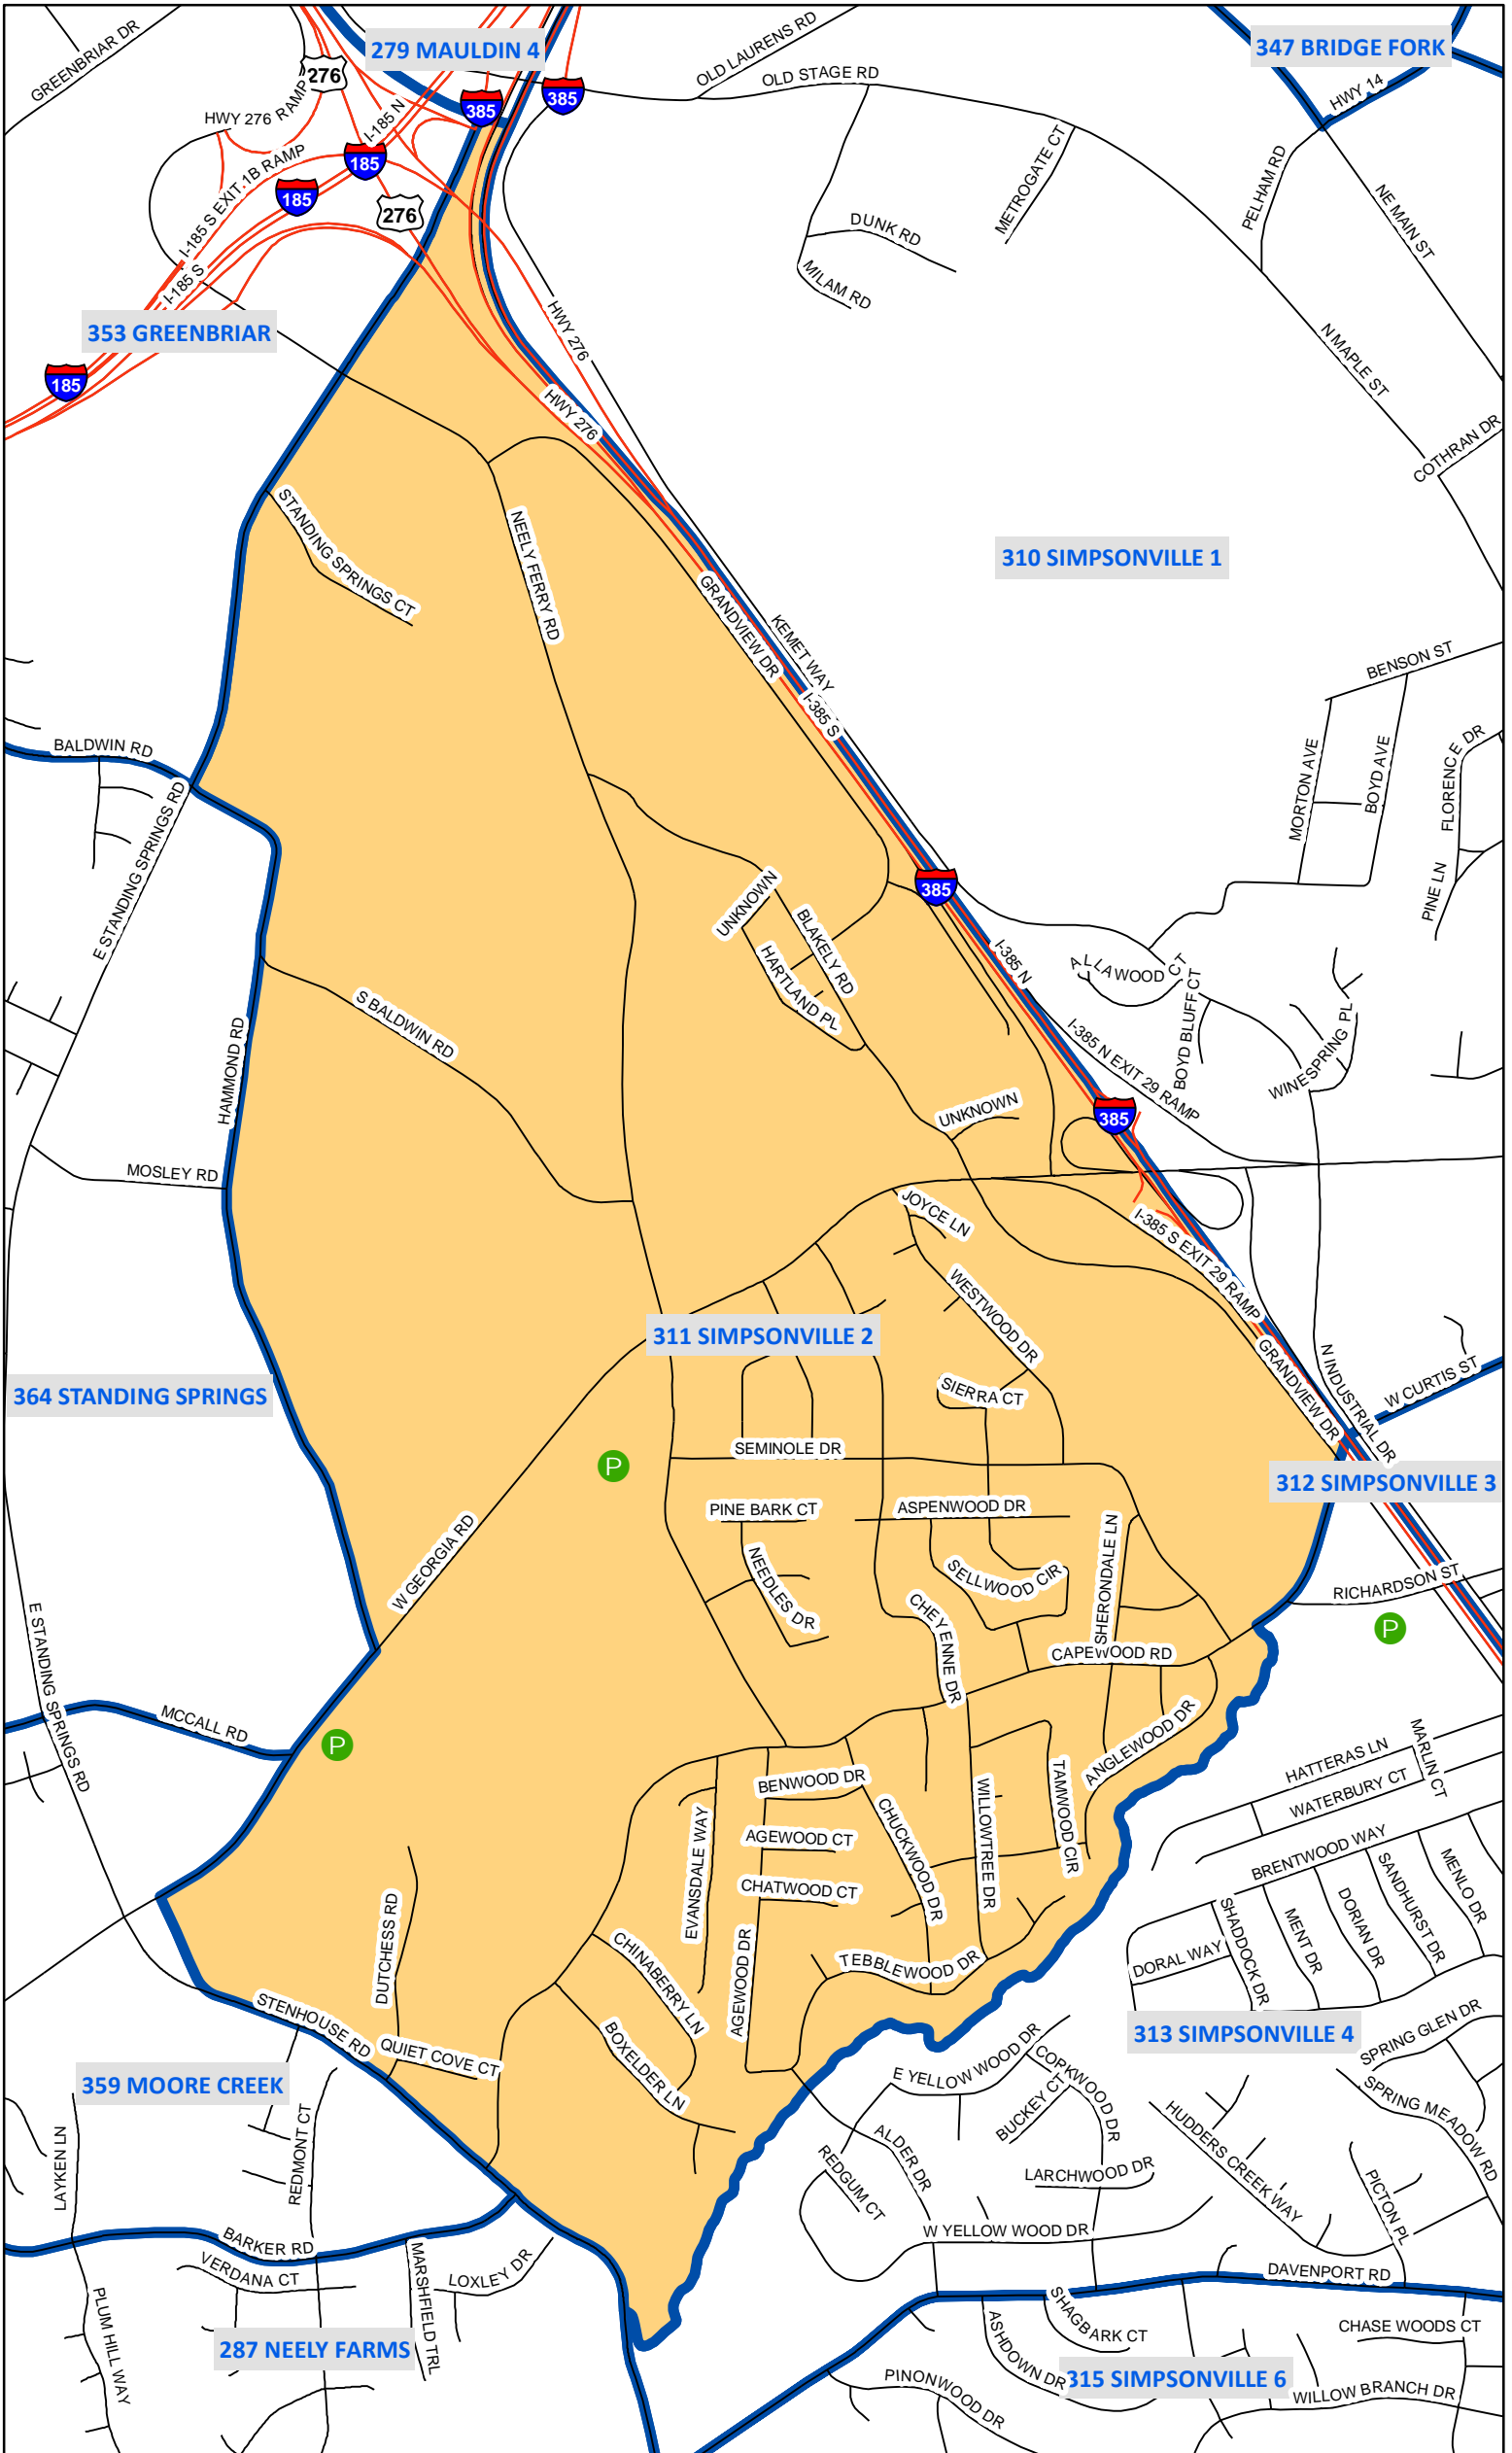 GREENBRIAR DR
279 MAULDIN 4
OLD LAURENS RD
347 BRIDGE FORK
276
OLD STAGE RD
HWY 14
385
385
HWY 276 RAMP
I-185 N
185
I-185 S EXIT 1B RAMP
185
276
METROGATE CT
PELHAM RD
NE MAIN ST
DUNK RD
MILAM RD
I-185 S
353 GREENBRIAR
HWY 276
N MAPLE ST
185
HWY 276
COTHRAN DR
STANDING SPRINGS CT
NEELY FERRY RD
310 SIMPSONVILLE 1
GRANDVIEW DR
KEMET WAY
BENSON ST
I-385 S
BALDWIN RD
MORTON AVE
BOYD AVE
FLORENCE DR
E STANDING SPRINGS RD
UNKNOWN
385
PINE LN
BLAKELY RD
HARTLAND PL
I-385 N
ALLAWOOD CT
S BALDWIN RD
BOYD BLUFF CT
WINESPRING PL
HAMMOND RD
I-385 N EXIT 29 RAMP
UNKNOWN
385
MOSLEY RD
JOYCE LN
I-385 S EXIT 29 RAMP
WESTWOOD DR
311 SIMPSONVILLE 2
GRANDVIEW DR
N INDUSTRIAL DR
W CURTIS ST
364 STANDING SPRINGS
SIERRA CT
SEMINOLE DR
P
312 SIMPSONVILLE 3
PINE BARK CT
ASPENWOOD DR
W GEORGIA RD
NEEDLES DR
SELLWOOD CIR
SHERONDALE LN
RICHARDSON ST
E STANDING SPRINGS RD
CHEYENNE DR
P
CAPEWOOD RD
MCCALL RD
P
ANGLEWOOD DR
MARLIN CT
HATTERAS LN
BENWOOD DR
WILLOWTREE DR
TAMWOOD CIR
WATERBURY CT
EVANSDALE WAY
AGEWOOD CT
CHUCKWOOD DR
BRENTWOOD WAY
CHATWOOD CT
MENLO DR
SANDHURST DR
DORIAN DR
MENT DR
SHADDOCK DR
DUTCHESS RD
CHINABERRY LN
AGEWOOD DR
TEBBLEWOOD DR
DORAL WAY
STENHOUSE RD
BOXELDER LN
QUIET COVE CT
313 SIMPSONVILLE 4
SPRING GLEN DR
359 MOORE CREEK
E YELLOW WOOD DR
CORKWOOD DR
BUCKEY CT
SPRING MEADOW RD
LAYKEN LN
REDMONT CT
ALDER DR
REDGUM CT
LARCHWOOD DR
HUDDERS CREEK WAY
PICTON PL
BARKER RD
W YELLOW WOOD DR
VERDANA CT
MARSHFIELD TRL
LOXLEY DR
DAVENPORT RD
PLUM HILL WAY
SHAGBARK CT
ASHDOWN DR
CHASE WOODS CT
287 NEELY FARMS
315 SIMPSONVILLE 6
PINONWOOD DR
WILLOW BRANCH DR